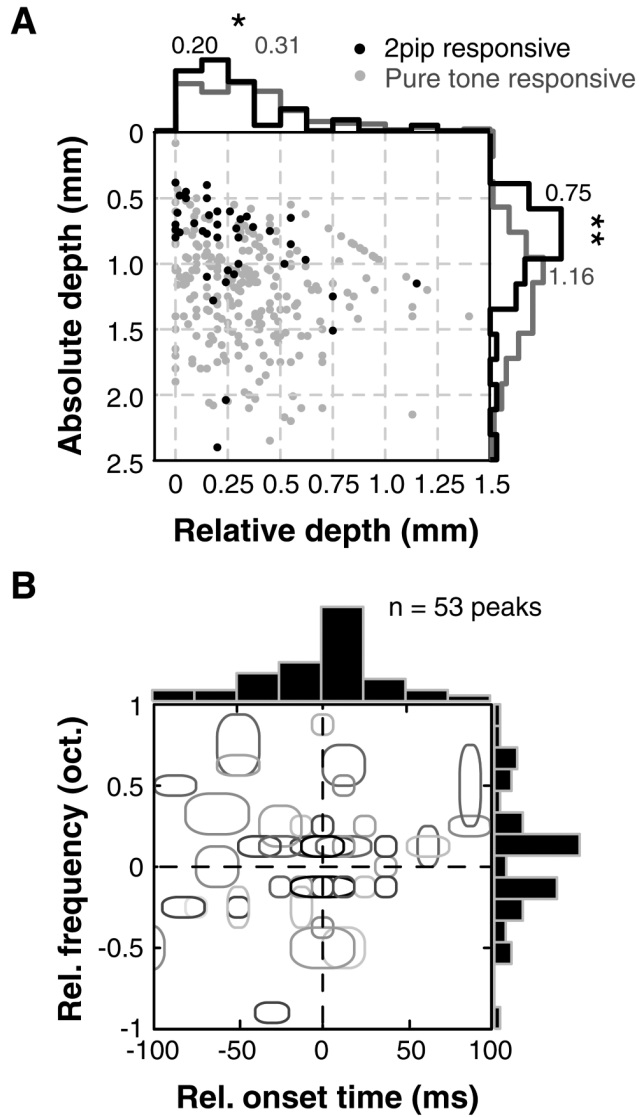 A
*
0.20
0.31
2pip responsive
Pure tone responsive
Absolute depth (mm)
0
0.5
1.0
1.5
2.0
2.5
0.75
**
1.16
0 0.25 0.50 0.75 1.0 1.25 1.5
Relative depth (mm)
B
n = 53 peaks
Rel. frequency (oct.)
1
0.5
0
-0.5
-1
-100 -50 0 50 100
Rel. onset time (ms)